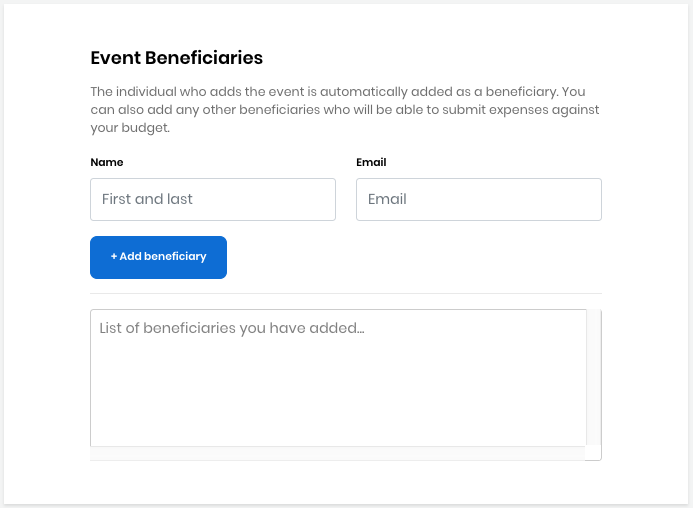 Event Beneficiaries
The individual who adds the event is automatically added as a beneficiary. You
can also add any other beneficiaries who will be able to submit expenses against
your budget.
Name
Email
First and last
Email
+ Add beneficiary
List of beneficiaries you have added...